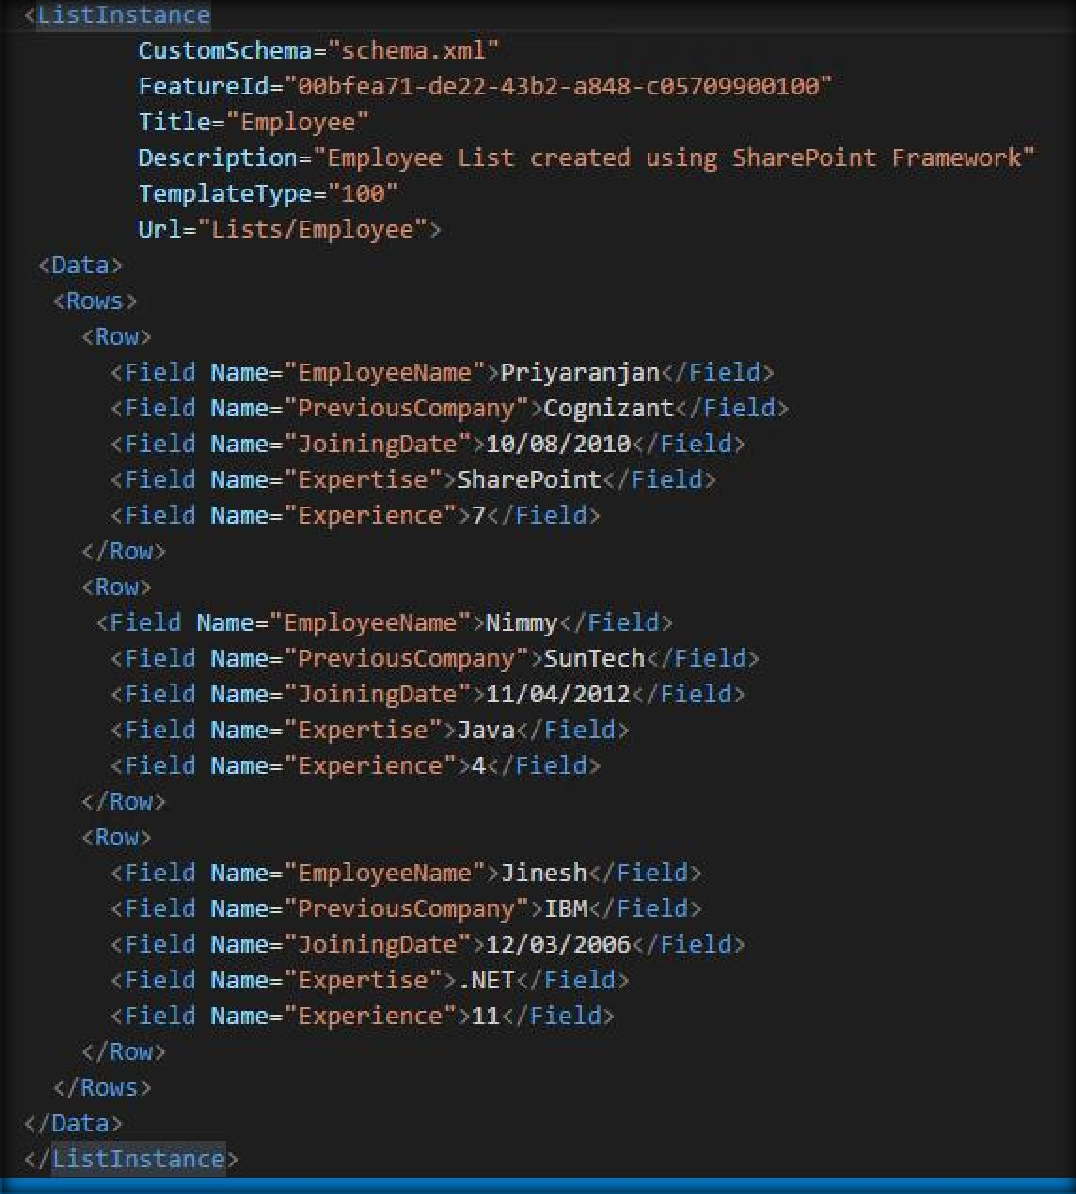 <ListInstance
CustomSchema="schema.xml"
FeatureId="00bfea71-de22-43b2-a848-c05709900100"
Title="Employee"
Description="Employee List created using SharePoint Framework"
TemplateType="100"
Url="Lists/Employee">
<Data>
<Rows>
<Row>
<Field Name="EmployeeName">Priyaranjan</Field>
<Field Name="PreviousCompany">Cognizant</Field>
<Field Name="JoiningDate">10/08/2010</Field>
<Field Name="Expertise">SharePoint</Field>
<Field Name="Experience">7</Field>
</Row>
<Row>
<Field Name="EmployeeName">Nimmy</Field>
<Field Name="PreviousCompany">SunTech</Field>
<Field Name="JoiningDate">11/04/2012</Field>
<Field Name="Expertise">Java</Field>
<Field Name="Experience">4</Field>
</Row>
<Row>
<Field Name="EmployeeName">Jinesh</Field>
<Field Name="PreviousCompany">IBM</Field>
<Field Name="JoiningDate">12/03/2006</Field>
<Field Name="Expertise">.NET</Field>
<Field Name="Experience">11</Field>
</Row>
</Rows>
</Data>
</ListInstance>